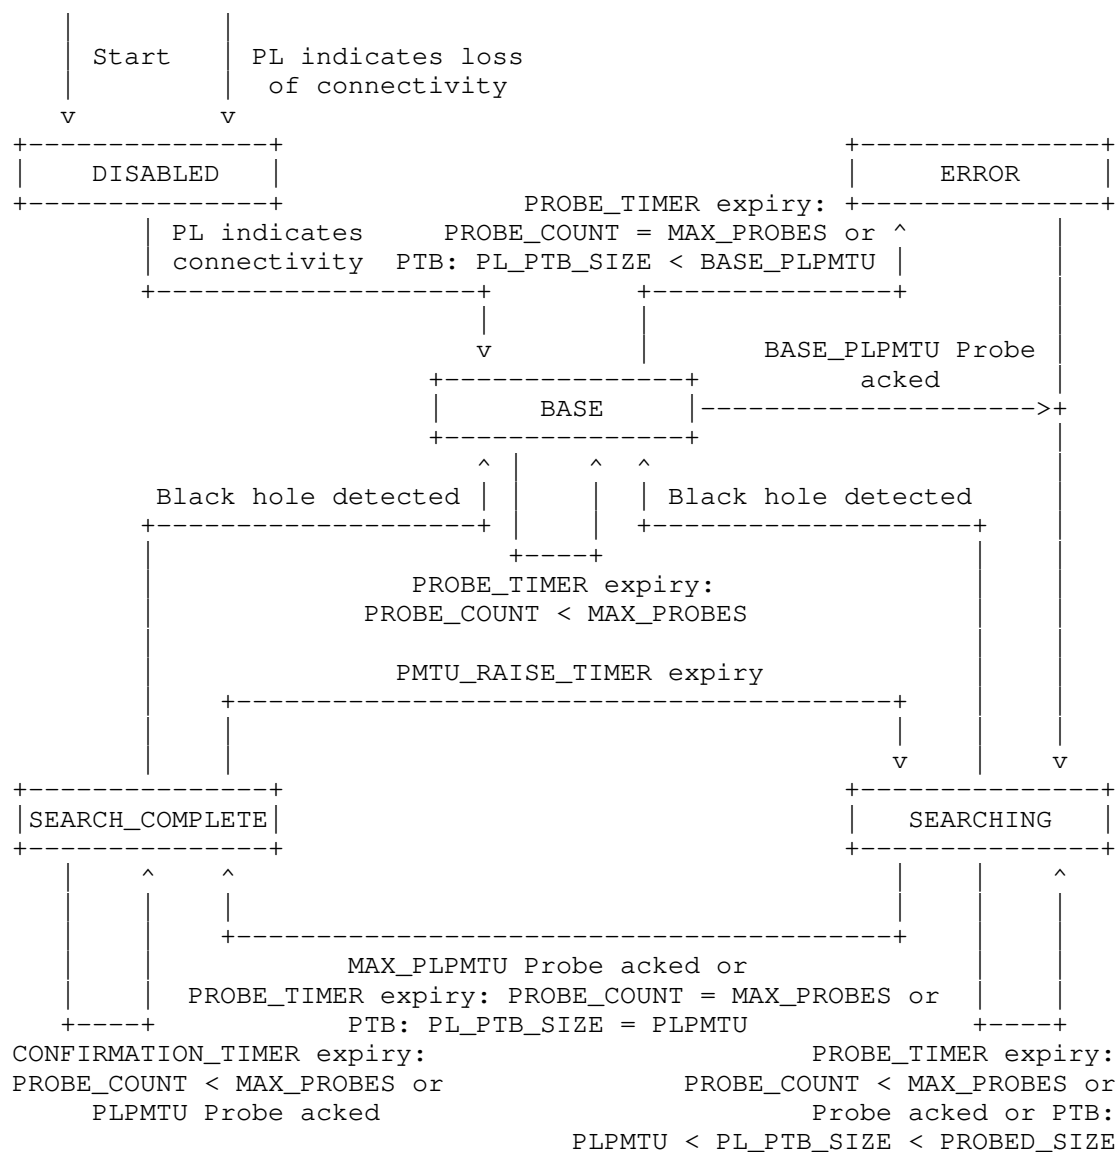 Start PL indicates loss
of connectivity
DISABLED ERROR
PROBE_TIMER expiry:
PL indicates PROBE_COUNT = MAX_PROBES or
connectivity PTB: PL_PTB_SIZE < BASE_PLPMTU
BASE_PLPMTU Probe
acked
BASE
Black hole detected Black hole detected
PROBE_TIMER expiry:
PROBE_COUNT < MAX_PROBES
PMTU_RAISE_TIMER expiry
SEARCH_COMPLETE SEARCHING
MAX_PLPMTU Probe acked or
PROBE_TIMER expiry: PROBE_COUNT = MAX_PROBES or
PTB: PL_PTB_SIZE = PLPMTU
CONFIRMATION_TIMER expiry: PROBE_TIMER expiry:
PROBE_COUNT < MAX_PROBES or PROBE_COUNT < MAX_PROBES or
PLPMTU Probe acked Probe acked or PTB:
PLPMTU < PL_PTB_SIZE < PROBED_SIZE